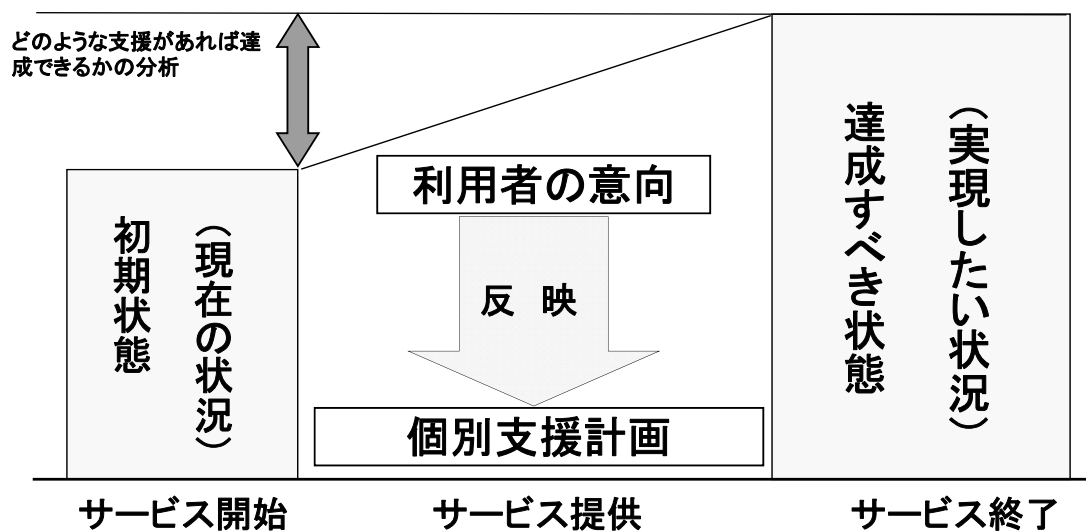 どのような支援があれば達
成できるかの分析
利用者の意向
初期状態
（現在の状況）
反　映
個別支援計画
達成すべき状態
（実現したい状況）
サービス開始
サービス提供
サービス終了